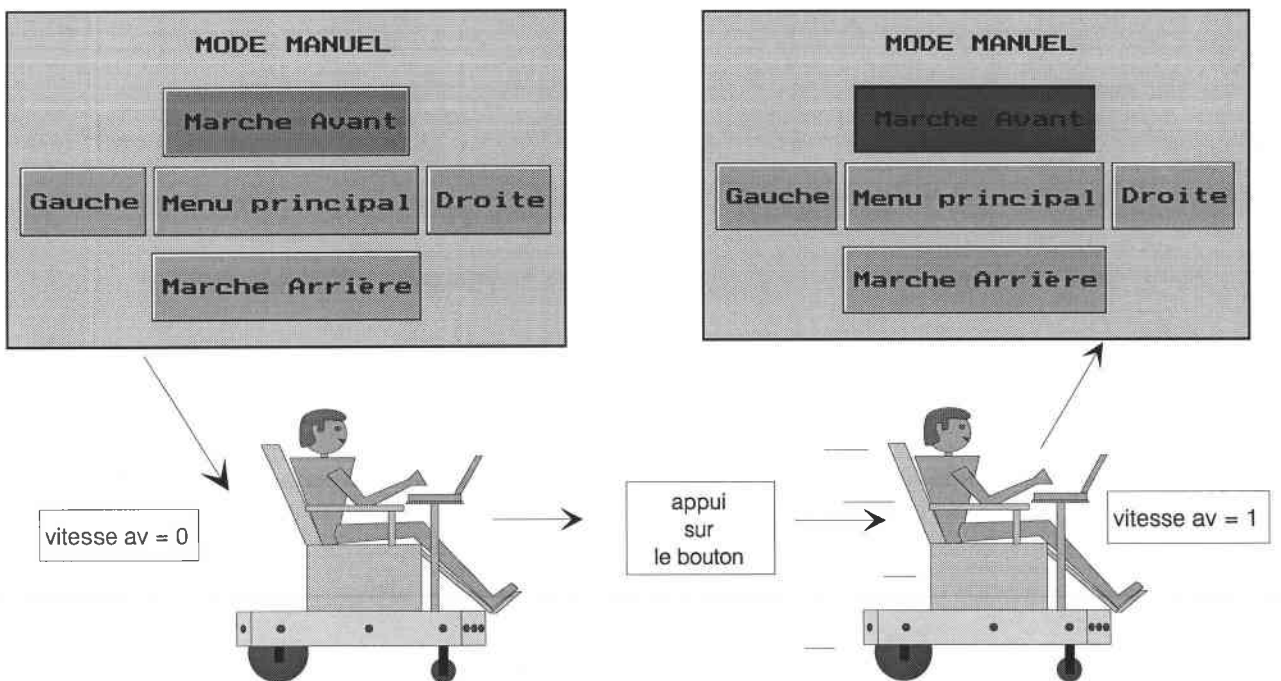 MODE MANUEL
Marche Avant
Gauche Menu principal Droite
Marche Arrière
MODE MANUEL
Marche Avant
Gauche Menu principal Droite
Marche Arrière
vitesse av = 0
appui
sur
le bouton
vitesse av = 1